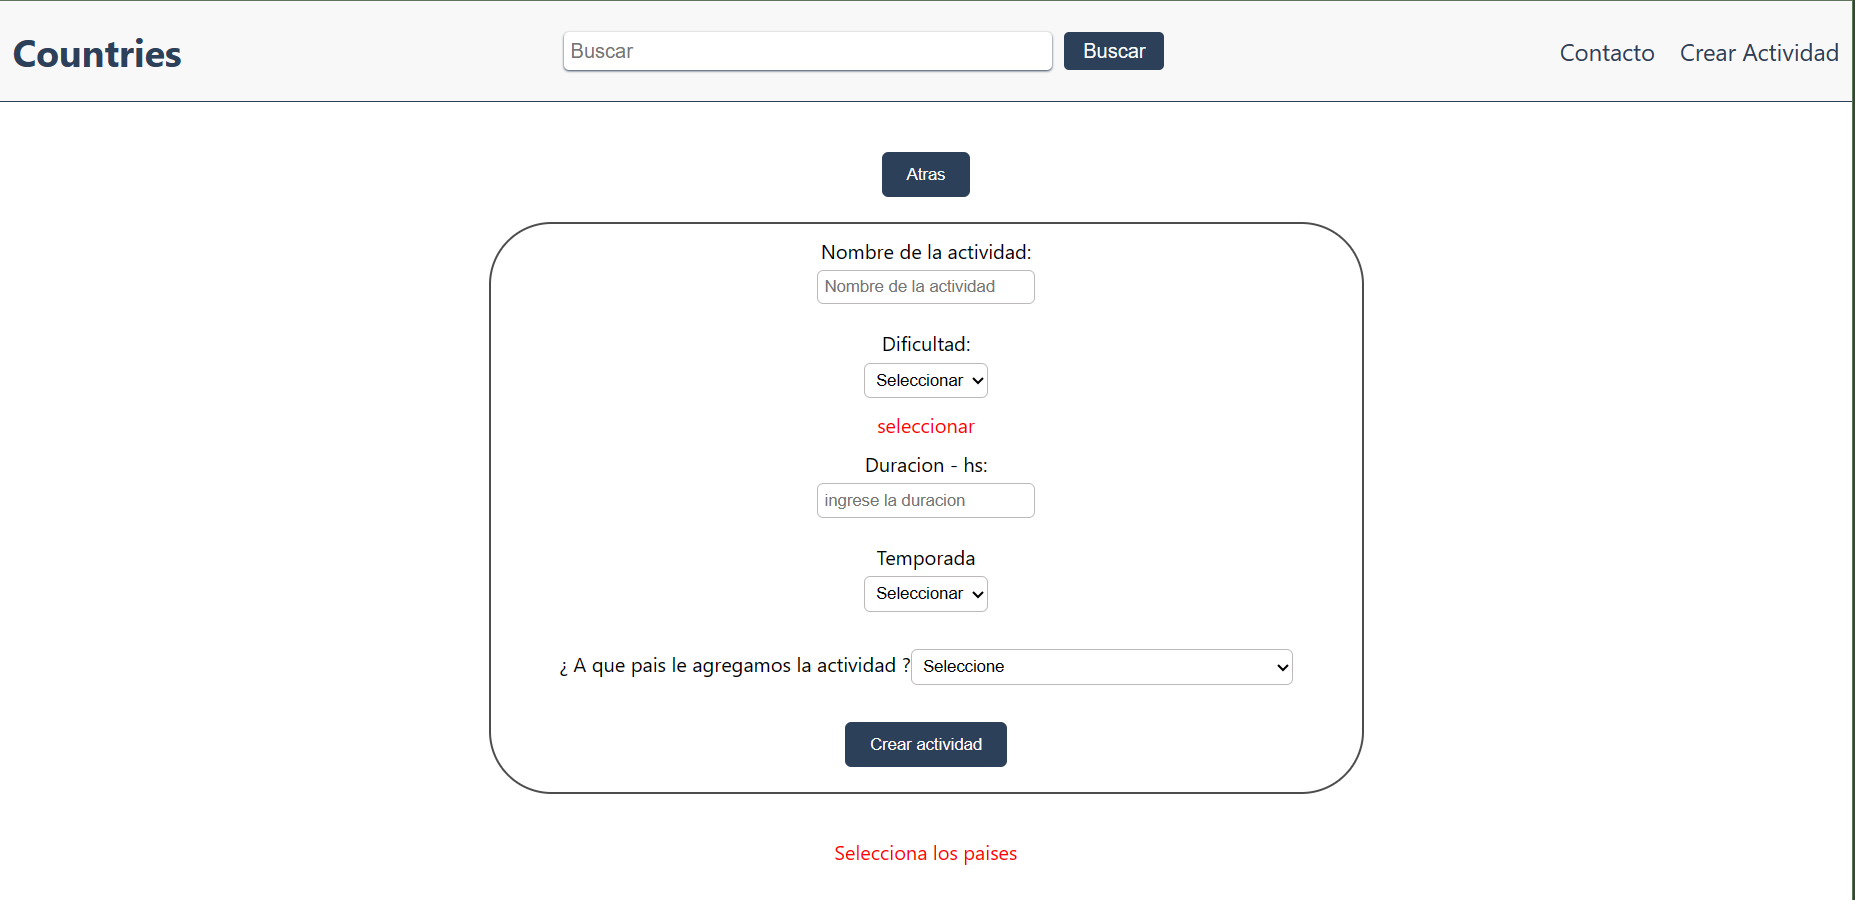 Countries
Buscar
Buscar
Contacto
Crear Actividad
Atras
Nombre de la actividad:
Nombre de la actividad
Dificultad:
Seleccionar
seleccionar
Duracion - hs:
ingrese la duracion
Temporada
Seleccionar
¿ A que pais le agregamos la actividad ? Seleccione
Crear actividad
Selecciona los paises